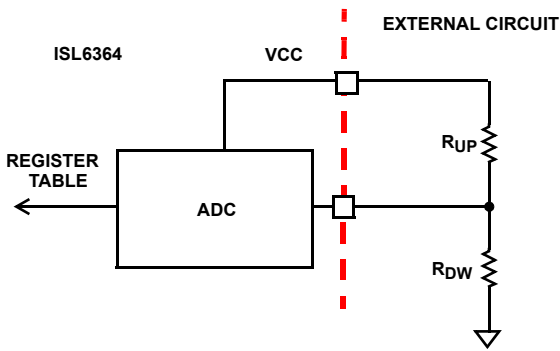 EXTERNAL CIRCUIT
ISL6364
VCC
RUP
REGISTER
TABLE
ADC
RDW